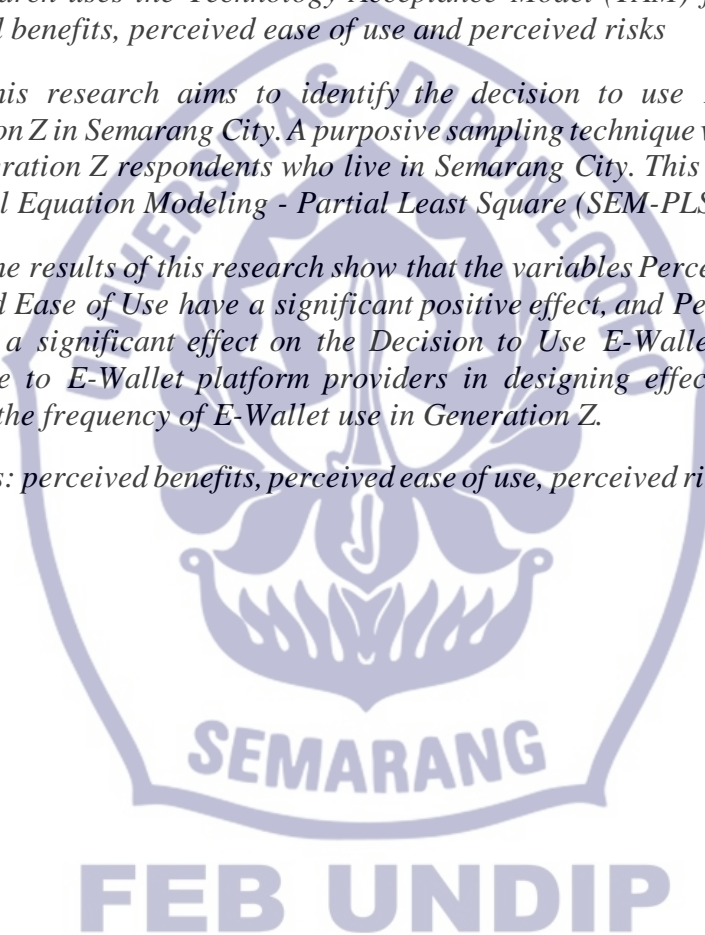 research uses the Technology Acceptance Model (TAM)
benefits, perceived ease of use and perceived risks
his research aims to identify the decision to use
on Z in Semarang City. A purposive sampling technique
eration Z respondents who live in Semarang City. This
l Equation Modeling - Partial Least Square (SEM-PLS
he results of this research show that the variables Perce
d Ease of Use have a significant positive effect, and Pe
a significant effect on the Decision to Use E-Walle
e to E-Wallet platform providers in designing effec
the frequency of E-Wallet use in Generation Z.
s: perceived benefits, perceived ease of use, perceived ri
UNIVERSITAS DIPONEGORO
SEMARANG
FEB UNDIP